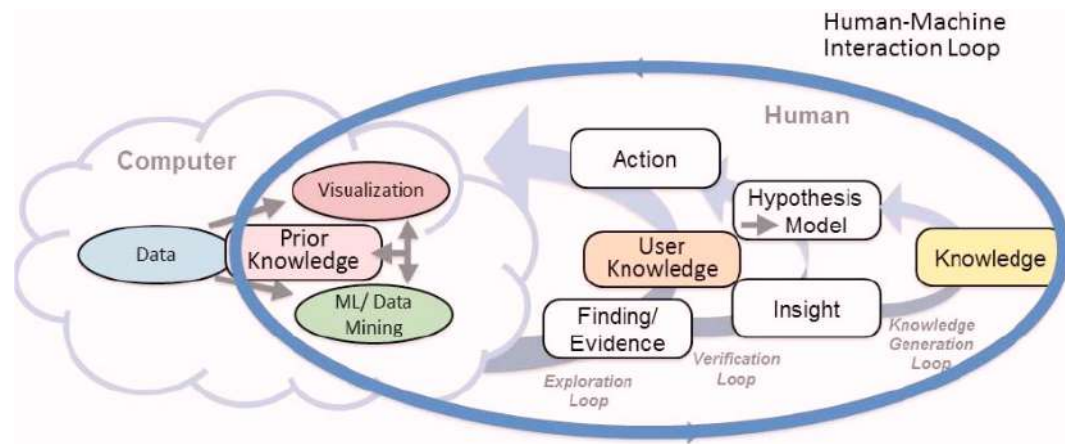 Human-Machine
Interaction Loop
Human
Computer
Action
Visualization
Hypothesis
Model
Prior
Knowledge
Data
User
Knowledge
Knowledge
ML/ Data
Mining
Finding/
Evidence
Insight
Knowledge
Generation
Loop
Verification
Loop
Exploration
Loop